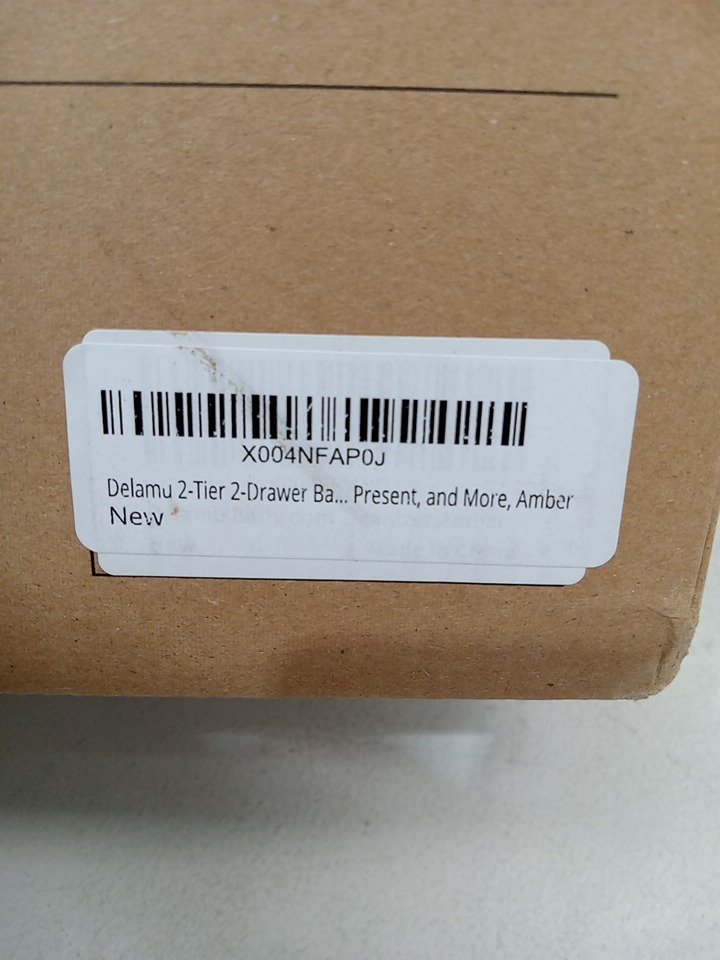 X004NFAP0J
Delamu 2-Tier 2-Drawer Ba... Present, and More, Amber
New